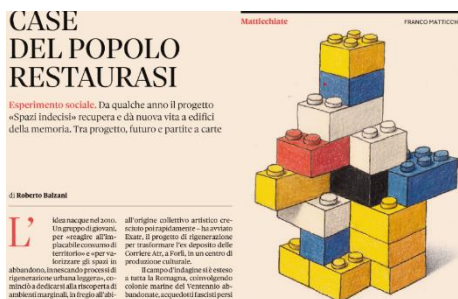 CASE
DEL POPOLO
RESTAURASI
Esperimento sociale. Da qualche anno il progetto
«Spazi indecisi» recupera e dà nuova vita a edifici
della memoria. Tra progetto, futuro e partite a carte
di Roberto Balzani
L'idea nacque nel 2010.
Un gruppo di giovani,
per «reagire all'im-
placabile consumo di
territorio» e «per va-
lorizzare gli spazi in
abbandono, innescando processi di
rigenerazione urbana leggera», co-
minciò a dedicarsi alla riscoperta di
ambienti marginali, in fregio all'abi-
all'origine collettivo artistico cre-
sciuto poi rapidamente – ha avviato
Exatr, il progetto di rigenerazione
per trasformare l'ex deposito delle
Corriere Atr, a Forlì, in un centro di
produzione culturale.
Il campo d'indagine si è esteso
a tutta la Romagna, coinvolgendo
colonie marine del Ventennio ab-
bandonate, acquedotti fascisti persi
Matticchiate
FRANCO MATTICCH